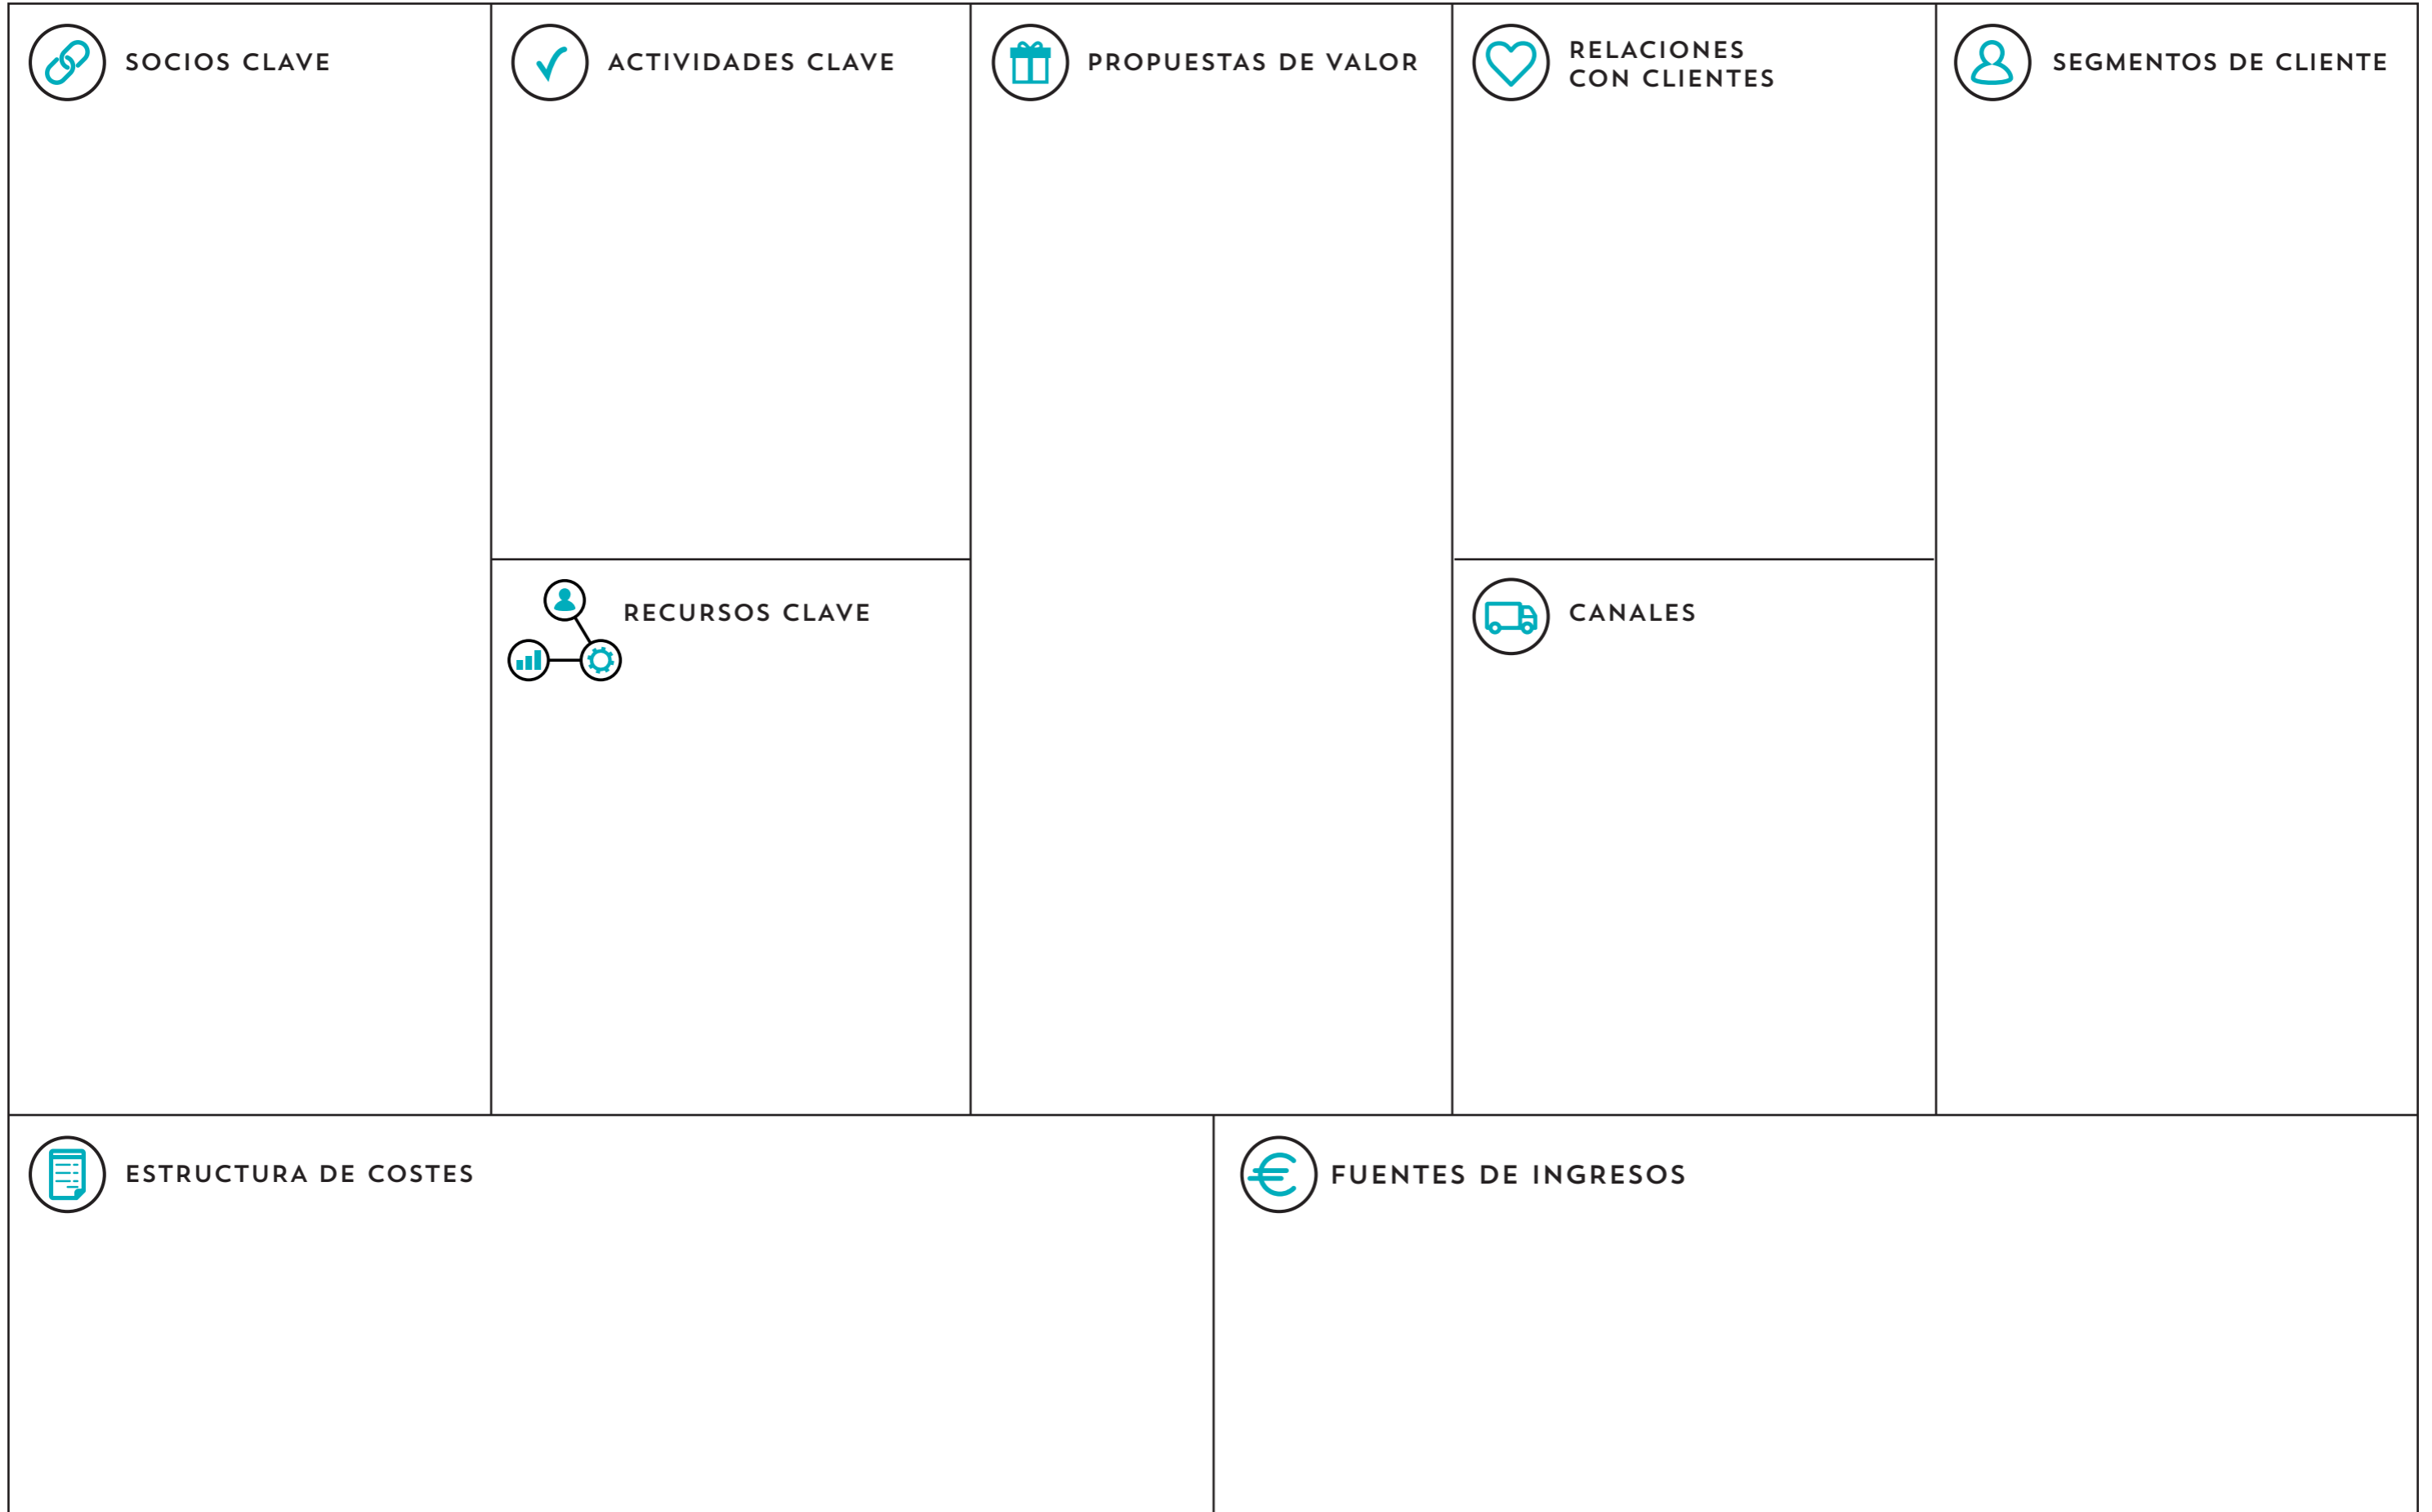 SOCIOS CLAVE
ACTIVIDADES CLAVE
PROPUESTAS DE VALOR
RELACIONES
CON CLIENTES
SEGMENTOS DE CLIENTE
RECURSOS CLAVE
CANALES
ESTRUCTURA DE COSTES
FUENTES DE INGRESOS